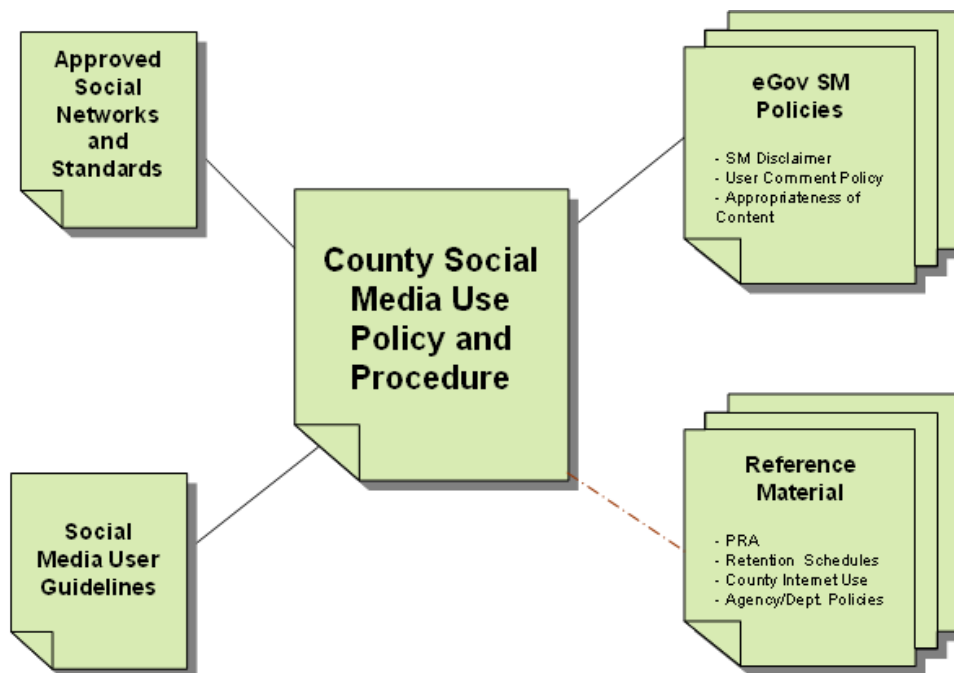 Approved
Social
Networks
and
Standards
eGov SM
Policies
- SM Disclaimer
- User Comment Policy
- Appropriateness of
Content
County Social
Media Use
Policy and
Procedure
Social
Media User
Guidelines
Reference
Material
- PRA
- Retention Schedules
- County Internet Use
- Agency/Dept. Policies